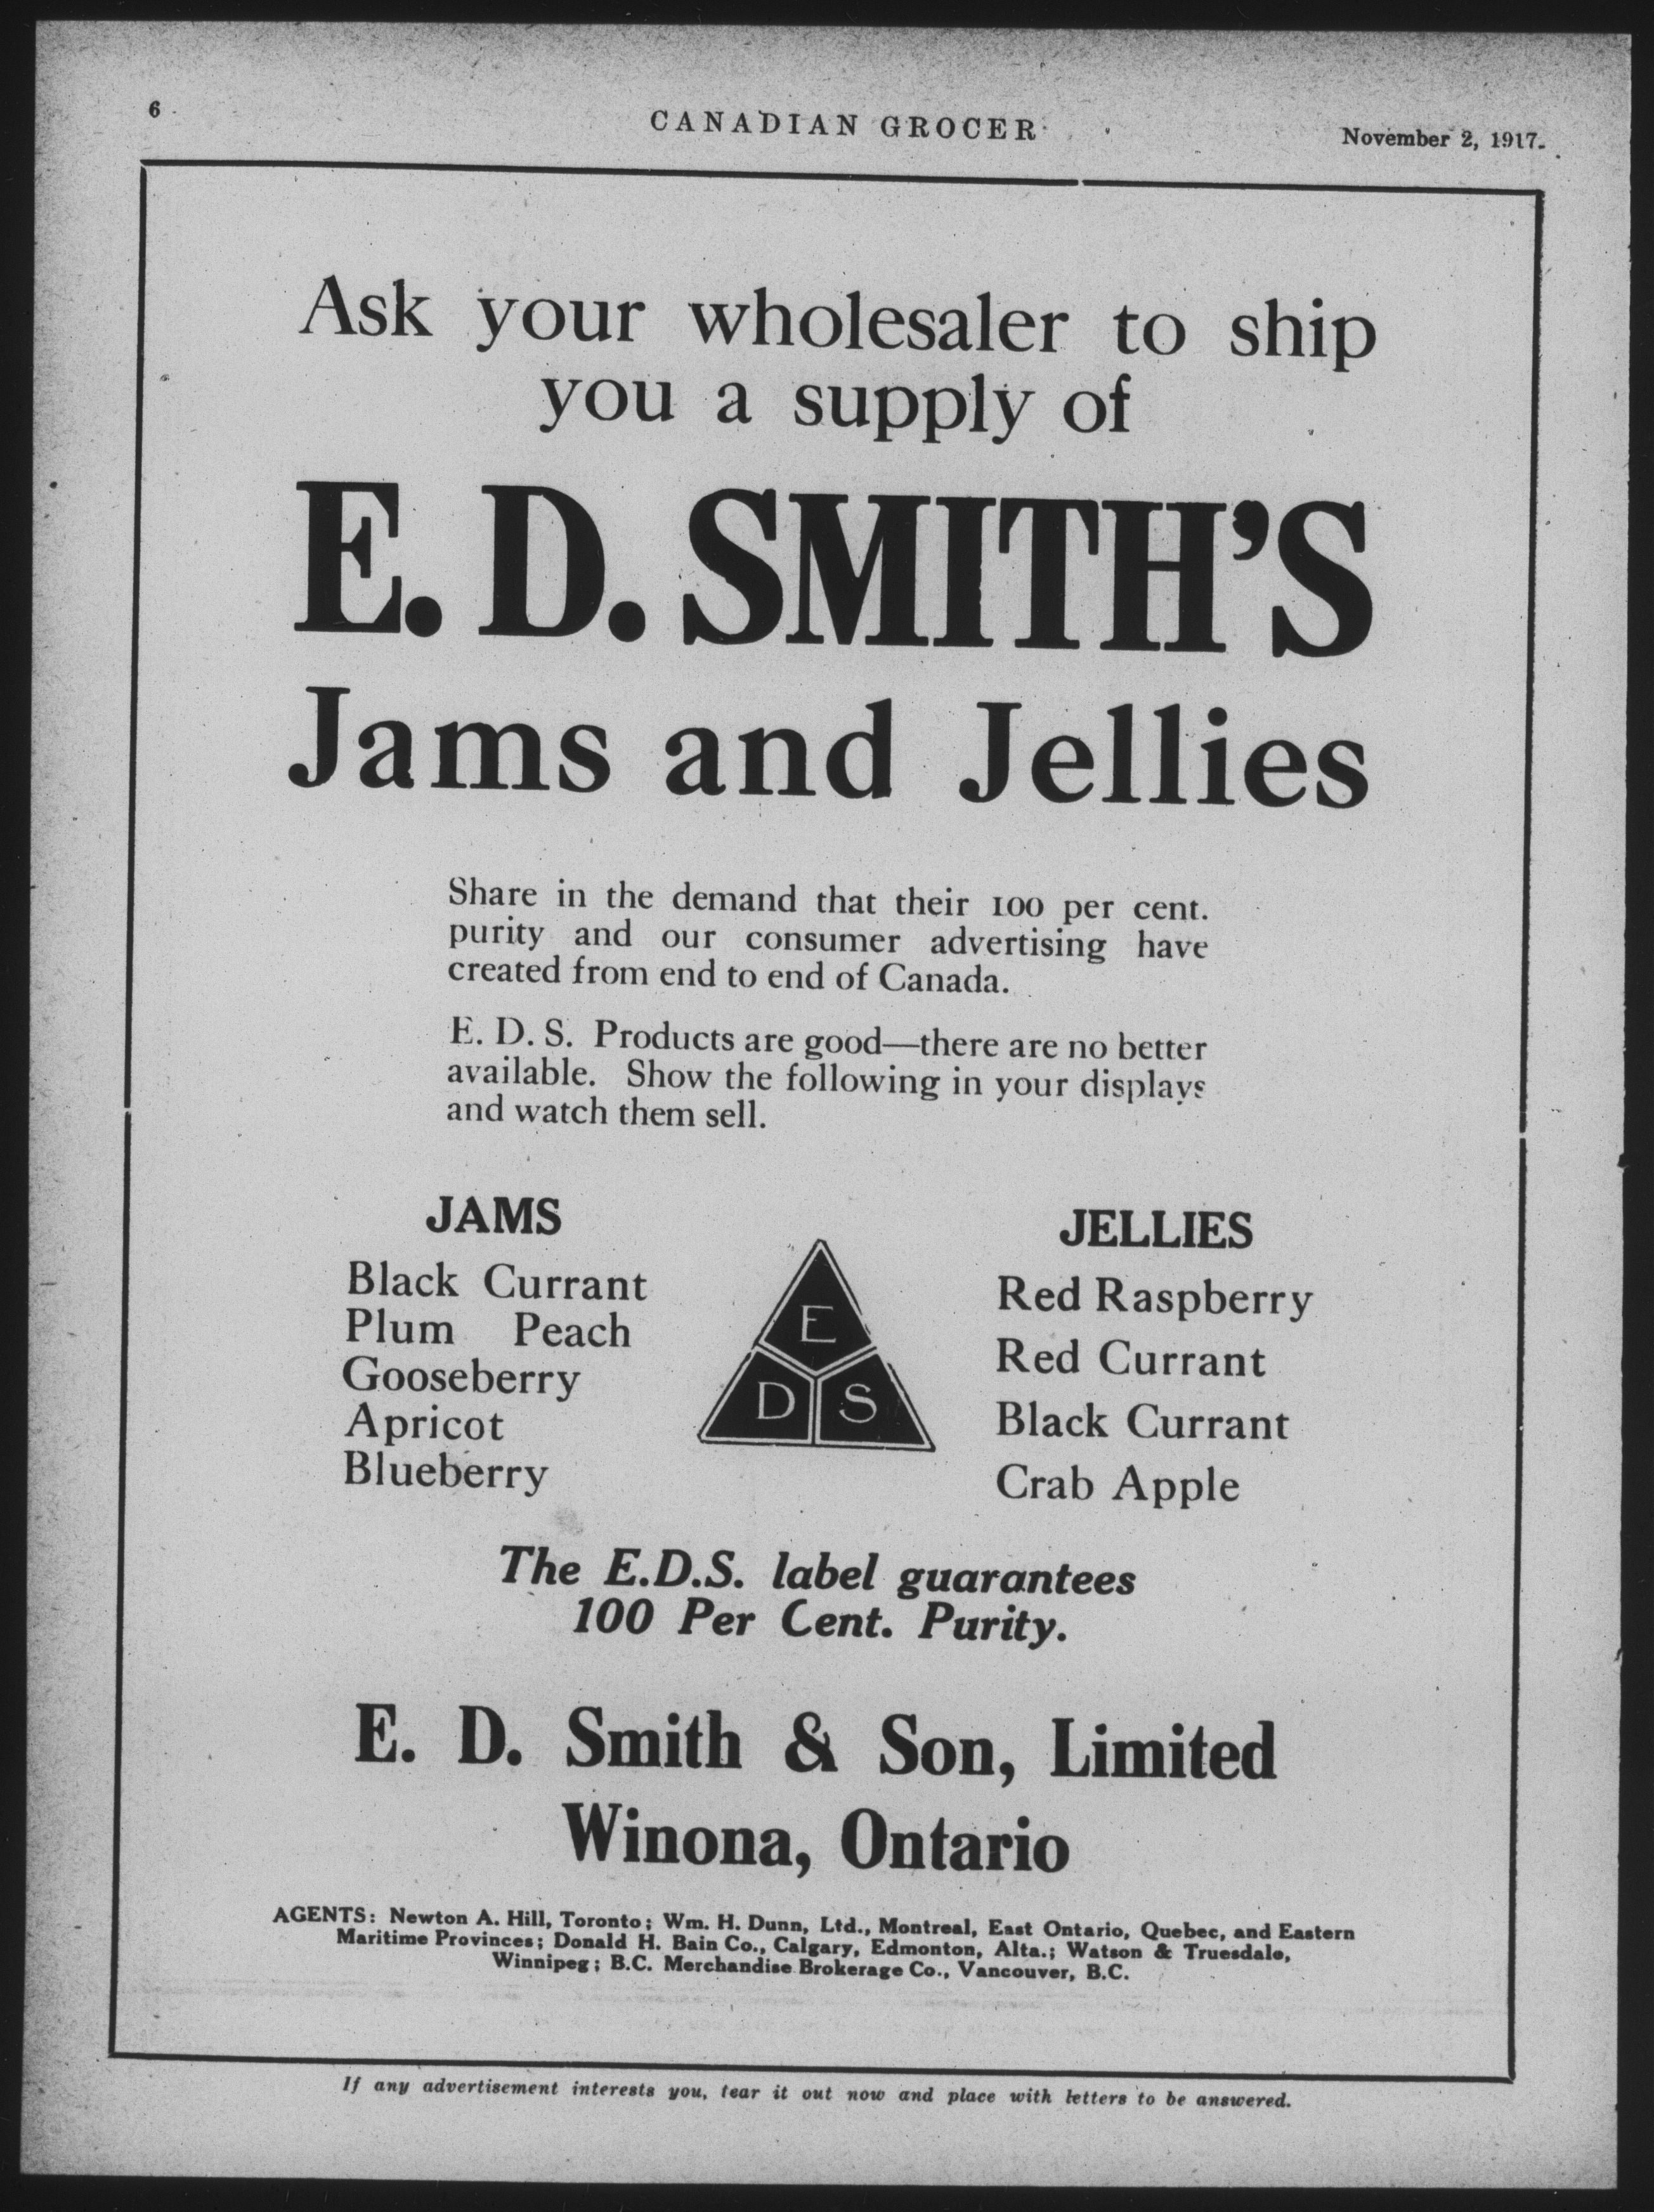 6
CANADIAN GROCER
November 2, 1917.
Ask your wholesaler to ship
you a supply of
E. D. SMITH'S
Jams and Jellies
Share in the demand that their 100 per cent.
purity and our consumer advertising have
created from end to end of Canada.
E. D. S. Products are good—there are no better
available. Show the following in your displays
and watch them sell.
JAMS
Black Currant
Plum Peach
Gooseberry
Apricot
Blueberry
E
D S
JELLIES
Red Raspberry
Red Currant
Black Currant
Crab Apple
The E.D.S. label guarantees
100 Per Cent. Purity.
E. D. Smith & Son, Limited
Winona, Ontario
AGENTS: Newton A. Hill, Toronto; Wm. H. Dunn, Ltd., Montreal, East Ontario, Quebec, and Eastern
Maritime Provinces; Donald H. Bain Co., Calgary, Edmonton, Alta.; Watson & Truesdale,
Winnipeg; B.C. Merchandise Brokerage Co., Vancouver, B.C.
If any advertisement interests you, tear it out now and place with letters to be answered.